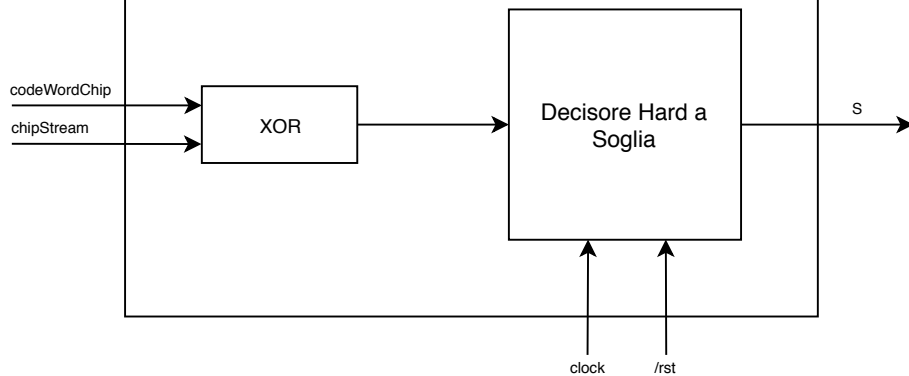 codeWordChip
chipStream
XOR
Decisore Hard a
Soglia
S
clock
/rst